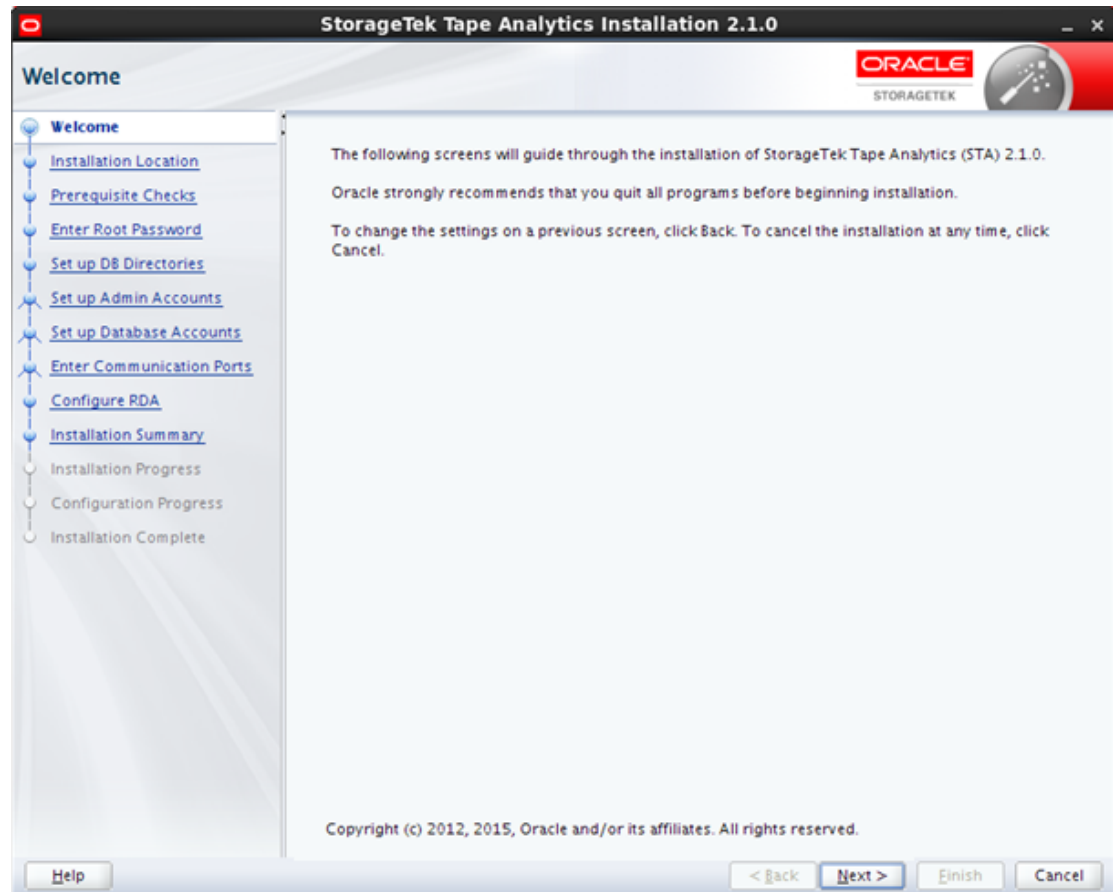 StorageTek Tape Analytics Installation 2.1.0
Welcome
ORACLE
STORAGETEK
Welcome
Installation Location
Prerequisite Checks
Enter Root Password
Set up DB Directories
Set up Admin Accounts
Set up Database Accounts
Enter Communication Ports
Configure RDA
Installation Summary
Installation Progress
Configuration Progress
Installation Complete
The following screens will guide through the installation of StorageTek Tape Analytics (STA) 2.1.0.
Oracle strongly recommends that you quit all programs before beginning installation.
To change the settings on a previous screen, click Back. To cancel the installation at any time, click
Cancel.
Copyright (c) 2012, 2015, Oracle and/or its affiliates. All rights reserved.
Help
< Back
Next >
Finish
Cancel